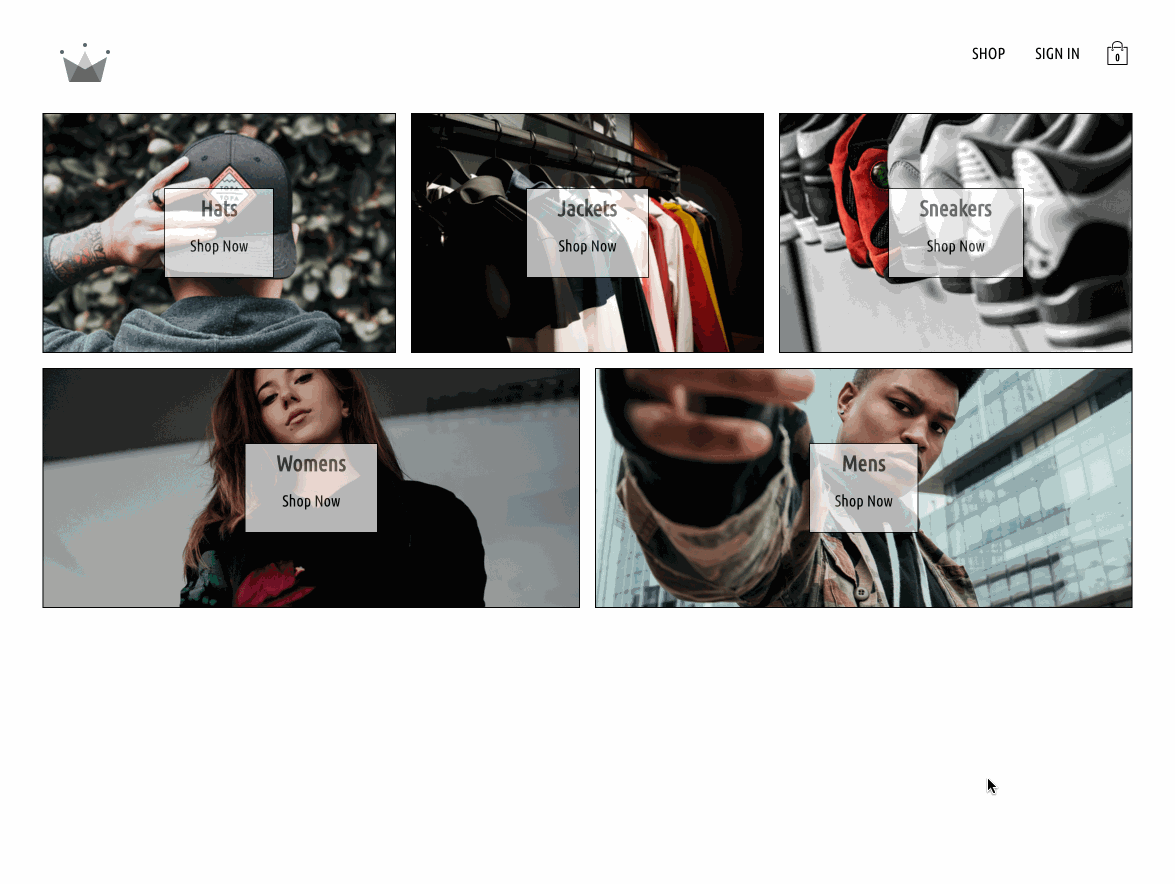 SHOP
SIGN IN
0
Hats
Shop Now
Jackets
Shop Now
Sneakers
Shop Now
Womens
Shop Now
Mens
Shop Now